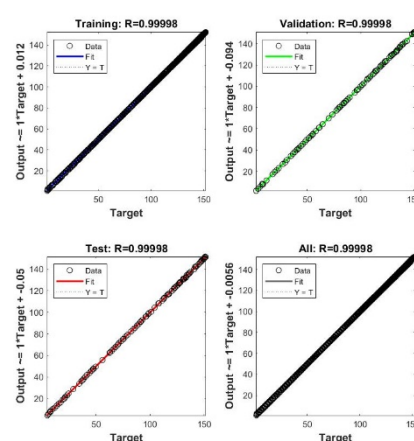 Training: R=0.99998
Output ~= 1*Target + 0.012
140
120
100
80
60
40
20
Data
Fit
Y = T
50
100
150
Target
Validation: R=0.99998
Output ~= 1*Target + -0.094
140
120
100
80
60
40
20
Data
Fit
Y = T
50
100
150
Target
Test: R=0.99998
Output ~= 1*Target + -0.05
140
120
100
80
60
40
20
Data
Fit
Y = T
50
100
150
Target
All: R=0.99998
Output ~= 1*Target + -0.0056
140
120
100
80
60
40
20
Data
Fit
Y = T
50
100
150
Target